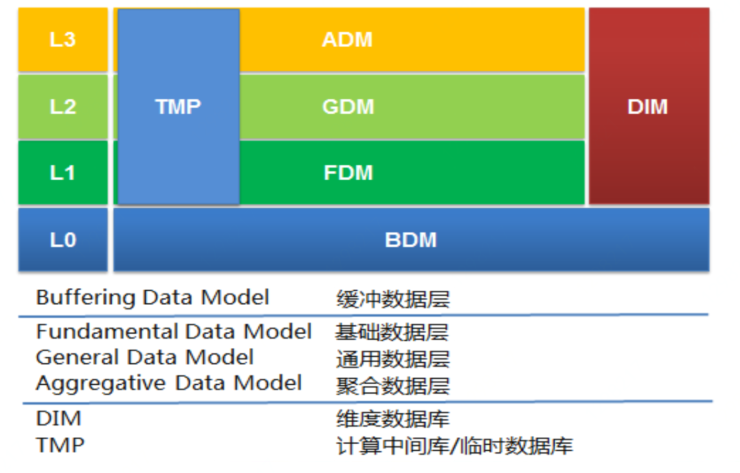 L3 ADM
L2 TMP GDM DIM
L1 FDM
L0 BDM
Buffering Data Model 缓冲数据层
Fundamental Data Model 基础数据层
General Data Model 通用数据层
Aggregative Data Model 聚合数据层
DIM 维度数据库
TMP 计算中间库/临时数据库